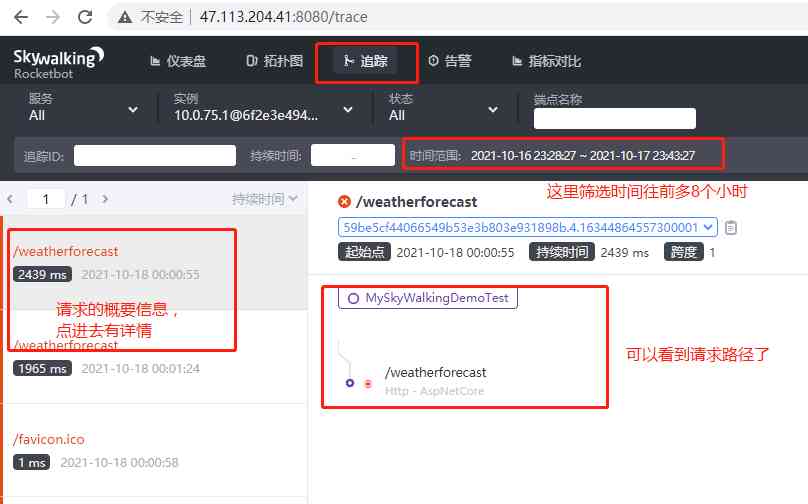 不安全 | 47.113.204.41:8080/trace
Skywalking
Rocketbot
仪表盘 拓扑图 追踪 告警 指标对比
服务 实例 状态 端点名称
All 10.0.75.1@6f2e3e494... All
追踪ID: 持续时间: - 时间范围: 2021-10-16 23:28:27 ~ 2021-10-17 23:43:27
1 / 1 持续时间
这里筛选时间往前多8个小时
/weatherforecast
59be5cf44066549b53e3b803e931898b.4.16344864557300001
起始点 2021-10-18 00:00:55 持续时间 2439 ms 跨度 1
/weatherforecast
2439 ms 2021-10-18 00:00:55
请求的概要信息，
点进去有详情
/weatherforecast
1965 ms 2021-10-18 00:01:24
/favicon.ico
1 ms 2021-10-18 00:00:58
MySkyWalkingDemoTest
/weatherforecast
Http - AspNetCore
可以看到请求路径了